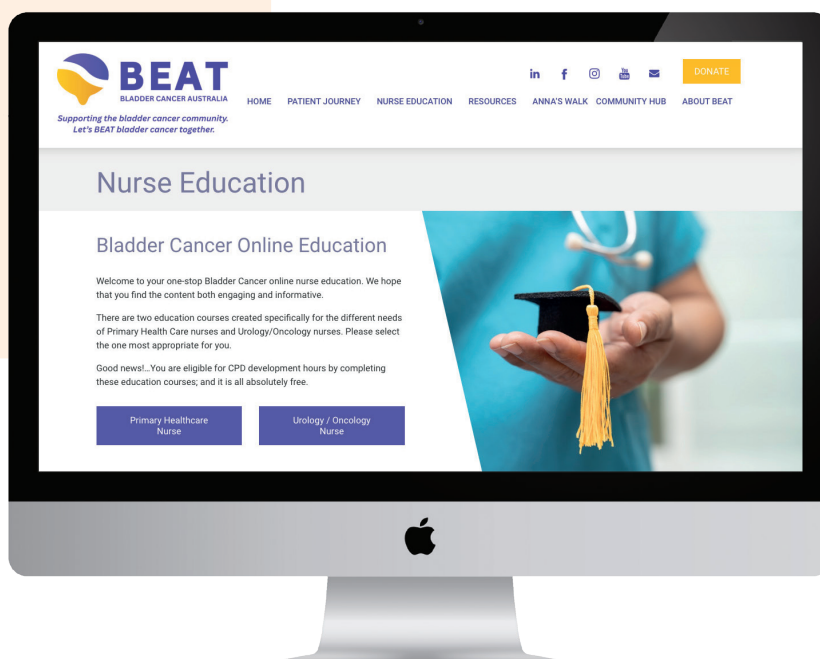 BEAT
BLADDER CANCER AUSTRALIA
Supporting the bladder cancer community.
Let's BEAT bladder cancer together.
in f You Tube DONATE
HOME PATIENT JOURNEY NURSE EDUCATION RESOURCES ANNA'S WALK COMMUNITY HUB ABOUT BEAT
Nurse Education
Bladder Cancer Online Education
Welcome to your one-stop Bladder Cancer online nurse education. We hope
that you find the content both engaging and informative.
There are two education courses created specifically for the different needs
of Primary Health Care nurses and Urology/Oncology nurses. Please select
the one most appropriate for you.
Good news!...You are eligible for CPD development hours by completing
these education courses; and it is all absolutely free.
Primary Healthcare
Nurse
Urology / Oncology
Nurse